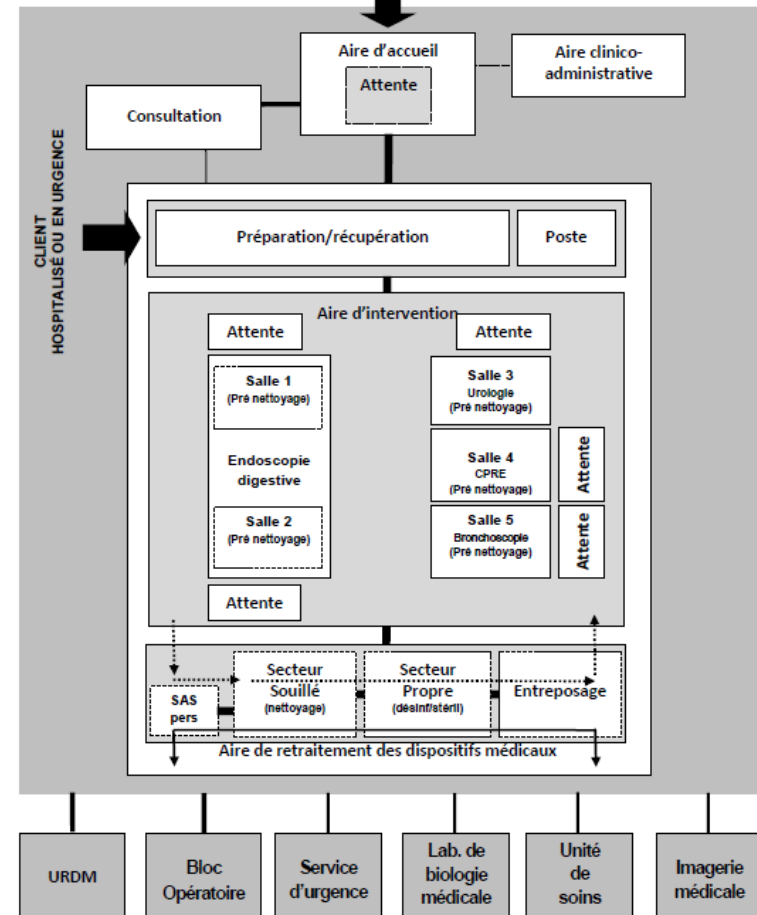 Aire d'accueil
Attente
Aire clinico-
administrative
Consultation
CLIENT
HOSPITALISÉ OU EN URGENCE
Préparation/récupération
Poste
Aire d'intervention
Attente
Attente
Salle 1
(Pré nettoyage)
Endoscopie
digestive
Salle 2
(Pré nettoyage)
Salle 3
Urologie
(Pré nettoyage)
Salle 4
CPRE
(Pré nettoyage)
Attente
Salle 5
Bronchoscopie
(Pré nettoyage)
Attente
Attente
SAS
pers
Secteur
Souillé
(nettoyage)
Secteur
Propre
(désinf/stéril)
Entreposage
Aire de retraitement des dispositifs médicaux
URDM
Bloc
Opératoire
Service
d'urgence
Lab. de
biologie
médicale
Unité
de
soins
Imagerie
médicale